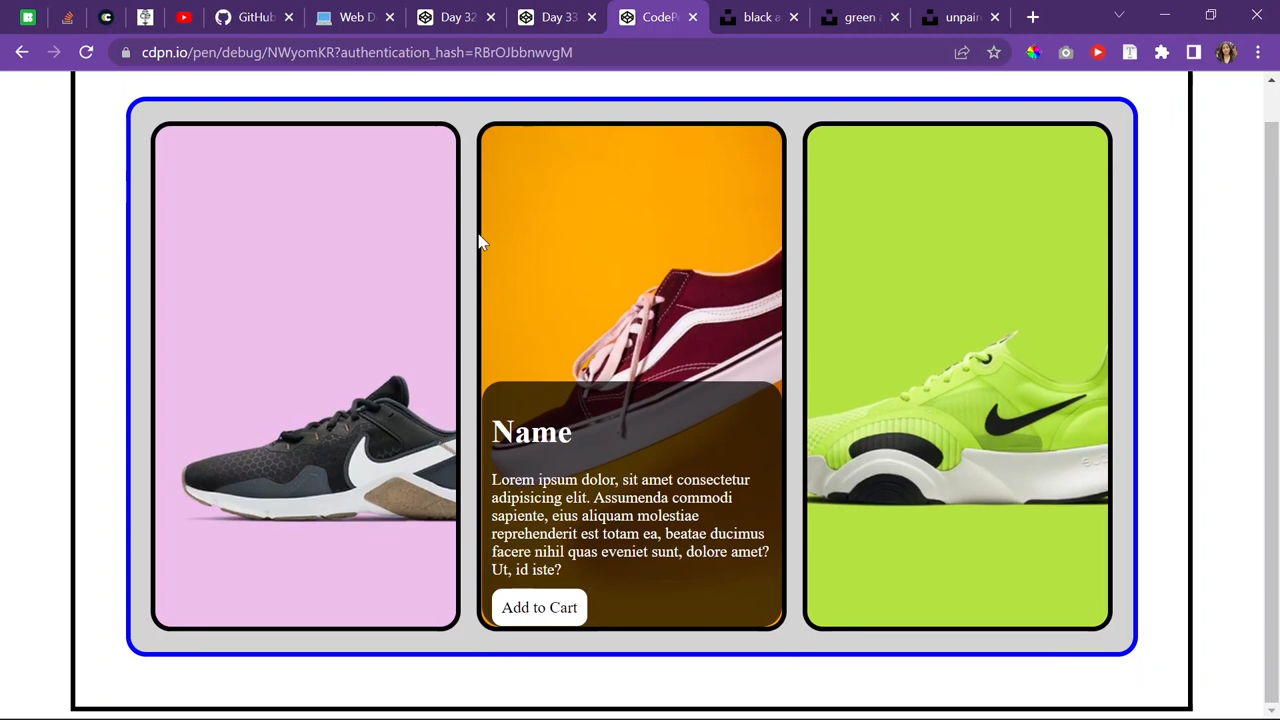 GitHub
Web D
Day 32
Day 33
CodePe
black a
green a
unpair
cdpn.io/pen/debug/NWyomKR?authentication_hash=RBrOJbbnwvgM
Name
Lorem ipsum dolor, sit amet consectetur
adipisicing elit. Assumenda commodi
sapiente, eius aliquam molestiae
reprehenderit est totam ea, beatae ducimus
facere nihil quas eveniet sunt, dolore amet?
Ut, id iste?
Add to Cart